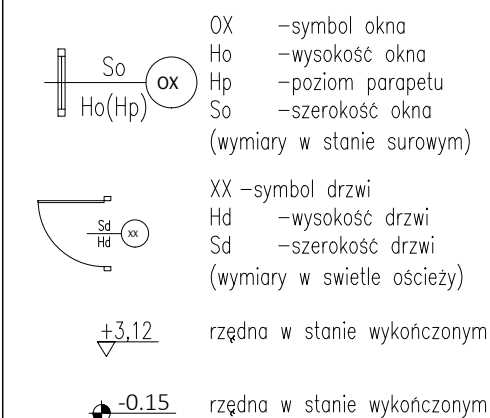 So
Ho(Hp)
OX
OX –symbol okna
Ho –wysokość okna
Hp –poziom parapetu
So –szerokość okna
(wymiary w stanie surowym)
Sd
Hd
XX
XX –symbol drzwi
Hd –wysokość drzwi
Sd –szerokość drzwi
(wymiary w swietle ościeży)
+3,12 rzędna w stanie wykończonym
-0.15 rzędna w stanie wykończonym